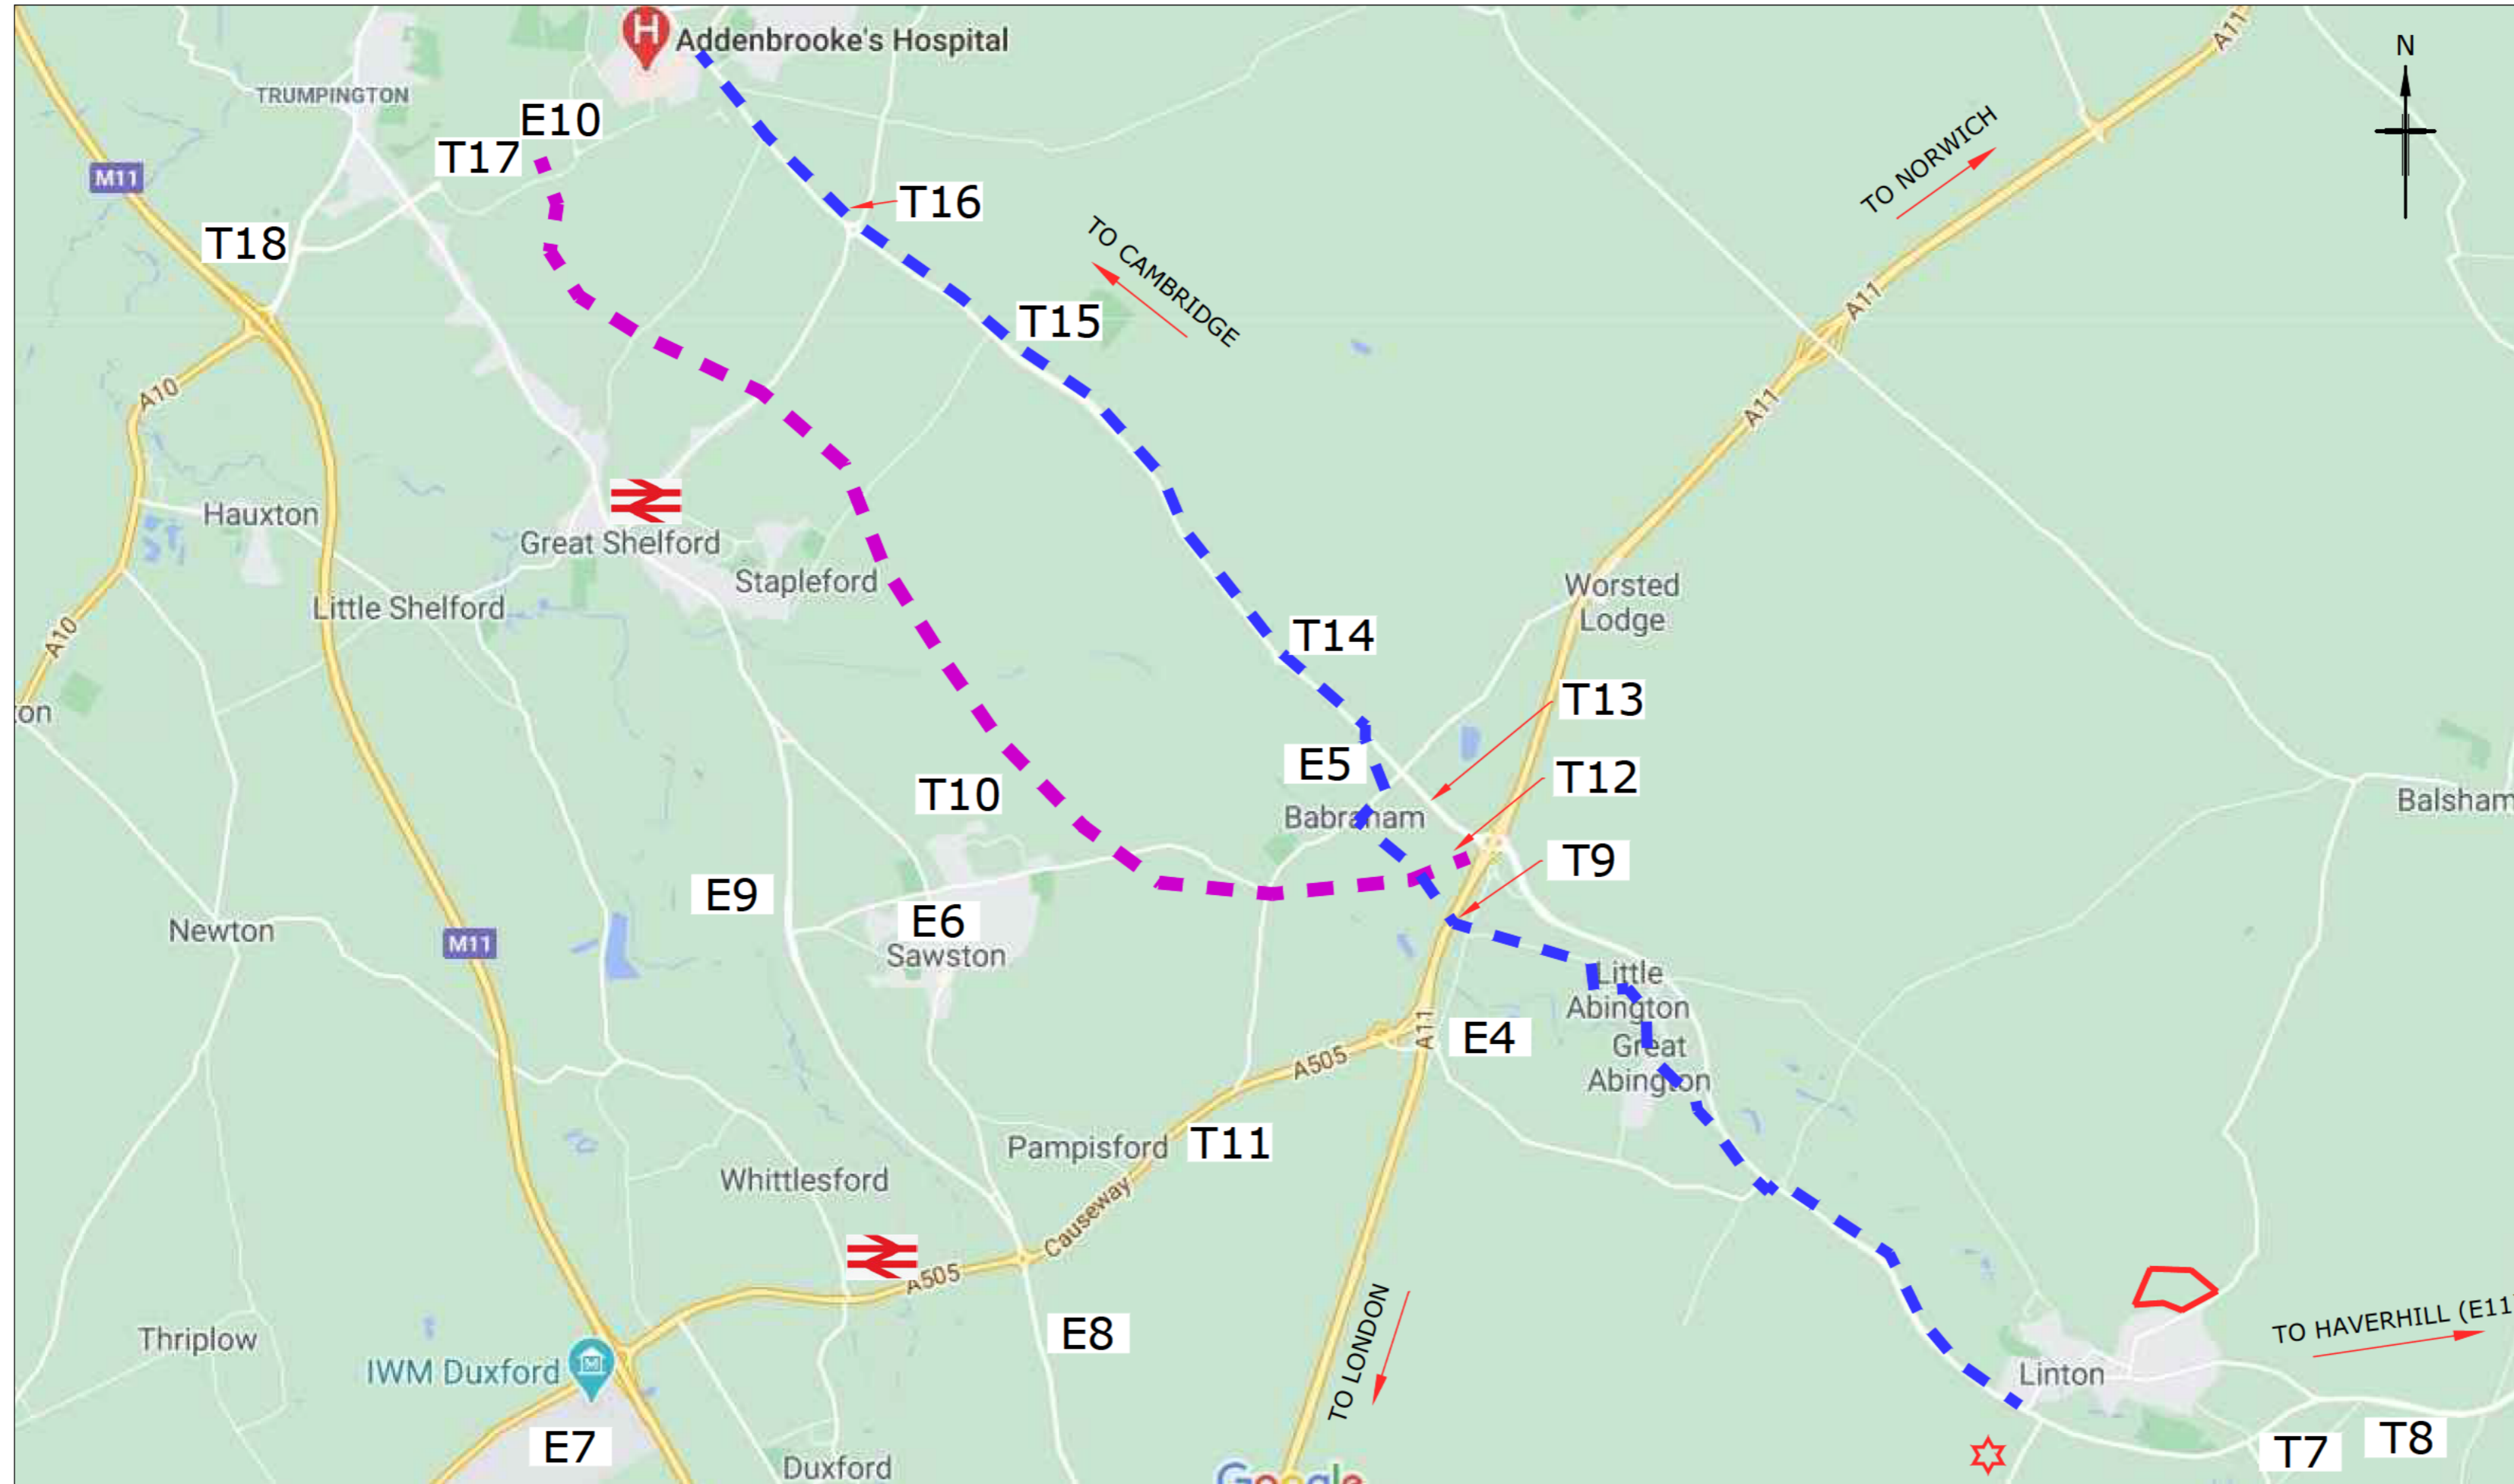 H
Addenbrooke's Hospital
A11
N
TRUMPINGTON
E10
T17
M11
TO NORWICH
T16
T18
TO CAMBRIDGE
T15
A11
A10
A11
Hauxton
Great Shelford
Stapleford
Worsted
Lodge
Little Shelford
A10
T14
T13
ton
E5
T12
T10
Babraham
Balsham
T9
E9
E6
Newton
M11
Sawston
Little
Abington
A11
E4
Great
Abington
A505
Pampisford
T11
Whittlesford
Causeway
A505
TO LONDON
TO HAVERHILL (E11
Thriplow
E8
IWM Duxford
Linton
E7
T7
T8
Duxford
Google